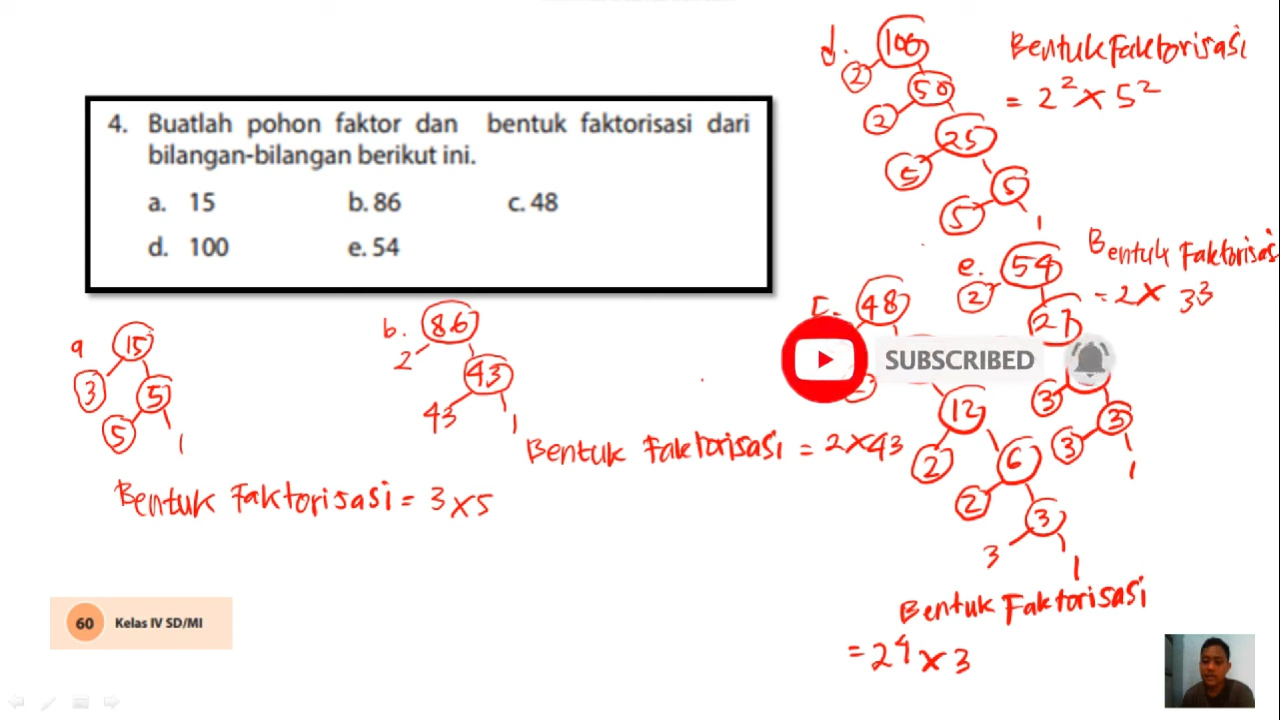 4. Buatlah pohon faktor dan bentuk faktorisasi dari
bilangan-bilangan berikut ini.
a. 15 b. 86 c. 48
d. 100 e. 54
a
15
3 5
5 1
Bentuk Faktorisasi = 3 x 5
b. 86
2 43
43 1
Bentuk Faktorisasi = 2 x 43
c. 48
2
12
2 6
2 3
3 1
Bentuk Faktorisasi
= 2⁴ x 3
d. 100
2 50
2 25
5 5
5 1
Bentuk Faktorisasi
= 2² x 5²
e. 54
2 27
3 3
3 1
Bentuk Faktorisasi
= 2 x 3³
SUBSCRIBED
60 Kelas IV SD/MI